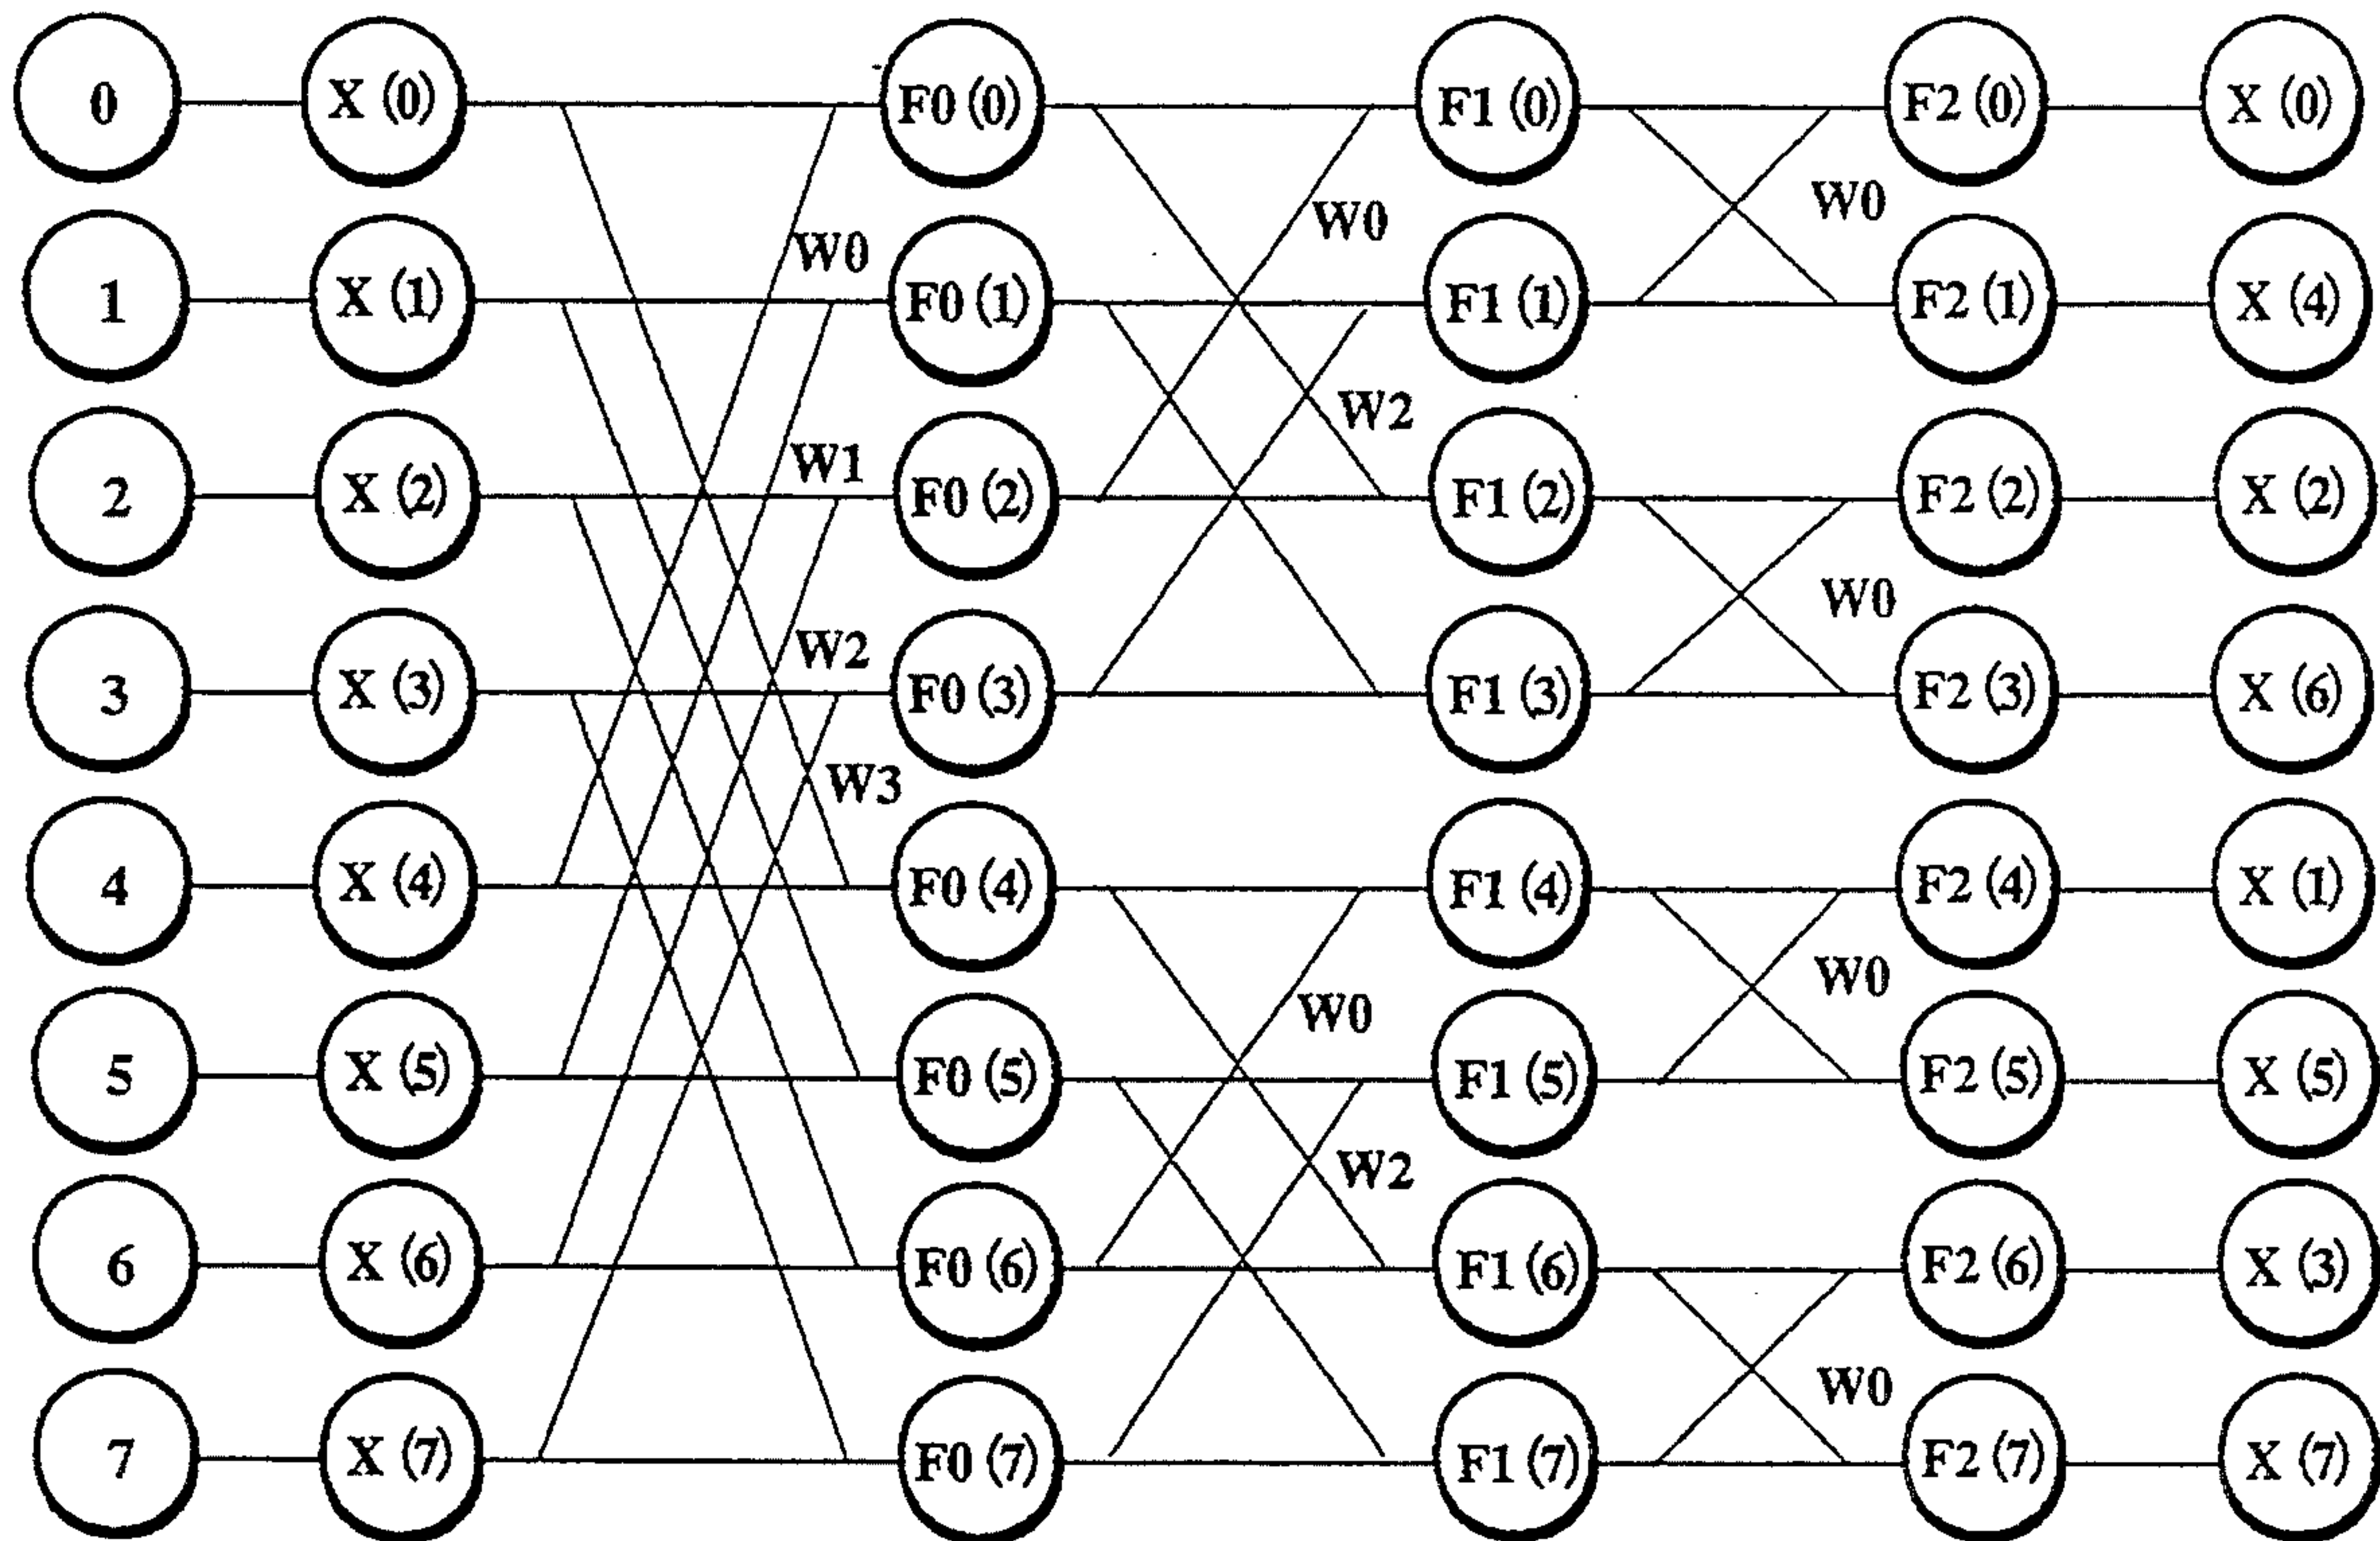 0 X (0) F0 (0) F1 (0) F2 (0) X (0)
W0 W0
W0
1 X (1) F0 (1) F1 (1) F2 (1) X (4)
W2
W1
2 X (2) F0 (2) F1 (2) F2 (2) X (2)
W0
W2
3 X (3) F0 (3) F1 (3) F2 (3) X (6)
W3
4 X (4) F0 (4) F1 (4) F2 (4) X (1)
W0
W0
5 X (5) F0 (5) F1 (5) F2 (5) X (5)
W2
6 X (6) F0 (6) F1 (6) F2 (6) X (3)
W0
7 X (7) F0 (7) F1 (7) F2 (7) X (7)